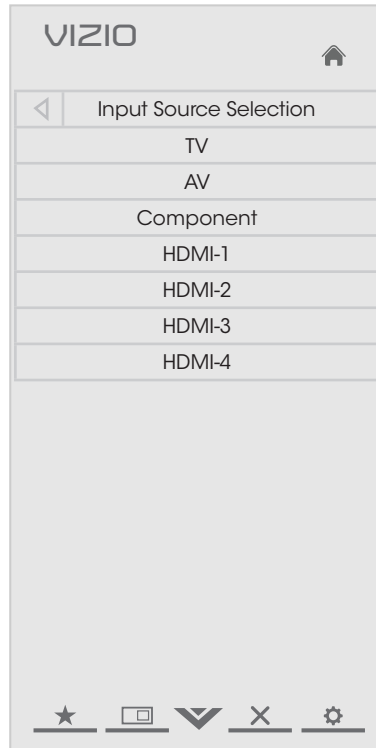 VIZIO
Input Source Selection
TV
AV
Component
HDMI-1
HDMI-2
HDMI-3
HDMI-4